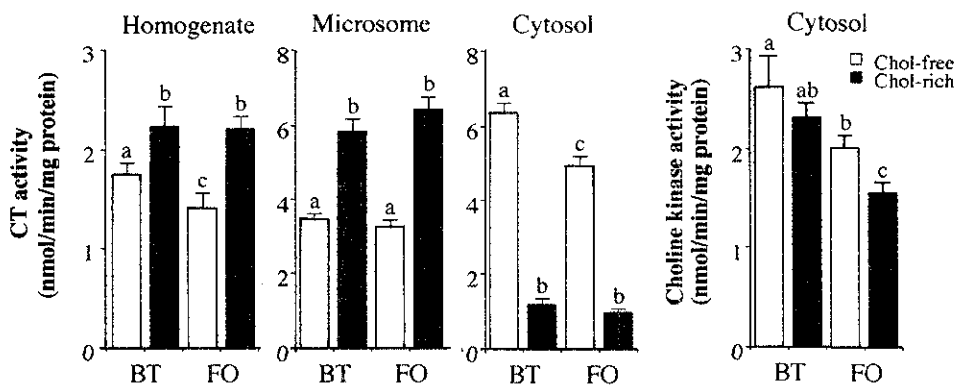 Homogenate Microsome Cytosol Cytosol
CT activity
(nmol/min/mg protein)
3
2
1
0
a
b
c
b
BT FO
8
6
4
2
0
a
b
a
b
BT FO
8
6
4
2
0
a
b
c
b
BT FO
Choline kinase activity
(nmol/min/mg protein)
3
2
1
0
a
ab
b
c
BT FO
Chol-free
Chol-rich